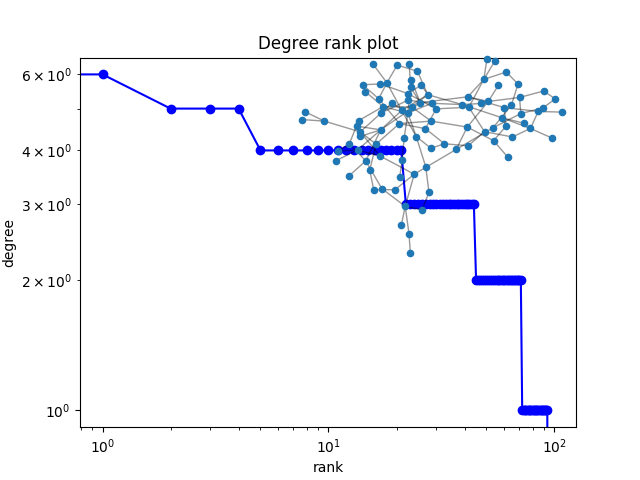 Degree rank plot
degree
6 × 10⁰
4 × 10⁰
3 × 10⁰
2 × 10⁰
10⁰
10⁰
10¹
10²
rank